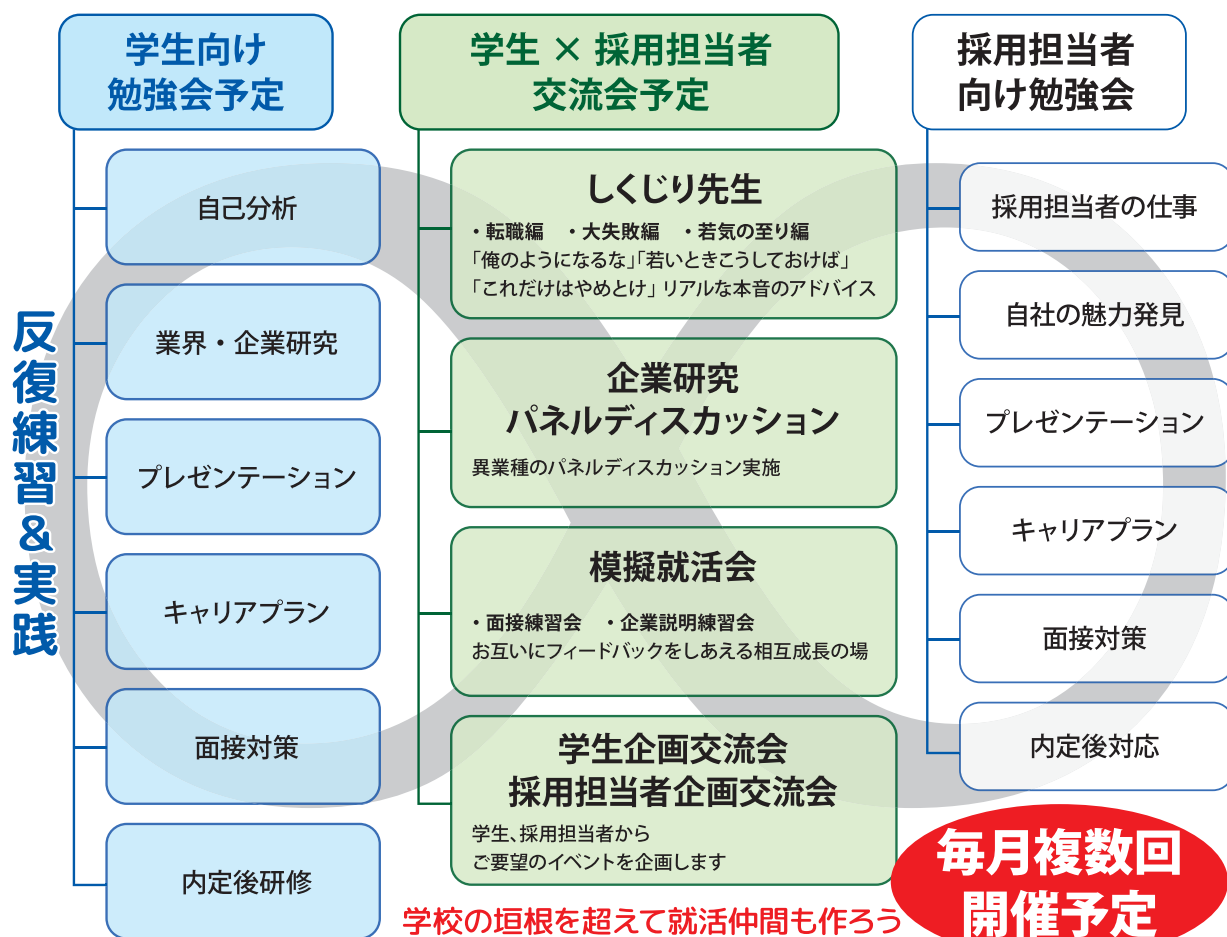 反復練習&実践
学生向け
勉強会予定
自己分析
業界・企業研究
プレゼンテーション
キャリアプラン
面接対策
内定後研修
学生 × 採用担当者
交流会予定
しくじり先生
・転職編 ・大失敗編 ・若気の至り編
「俺のようになるな」「若いときこうしておけば」
「これだけはやめとけ」 リアルな本音のアドバイス
企業研究
パネルディスカッション
異業種のパネルディスカッション実施
模擬就活会
・面接練習会 ・企業説明練習会
お互いにフィードバックをしあえる相互成長の場
学生企画交流会
採用担当者企画交流会
学生、採用担当者から
ご要望のイベントを企画します
採用担当者
向け勉強会
採用担当者の仕事
自社の魅力発見
プレゼンテーション
キャリアプラン
面接対策
内定後対応
学校の垣根を超えて就活仲間も作ろう
毎月複数回
開催予定